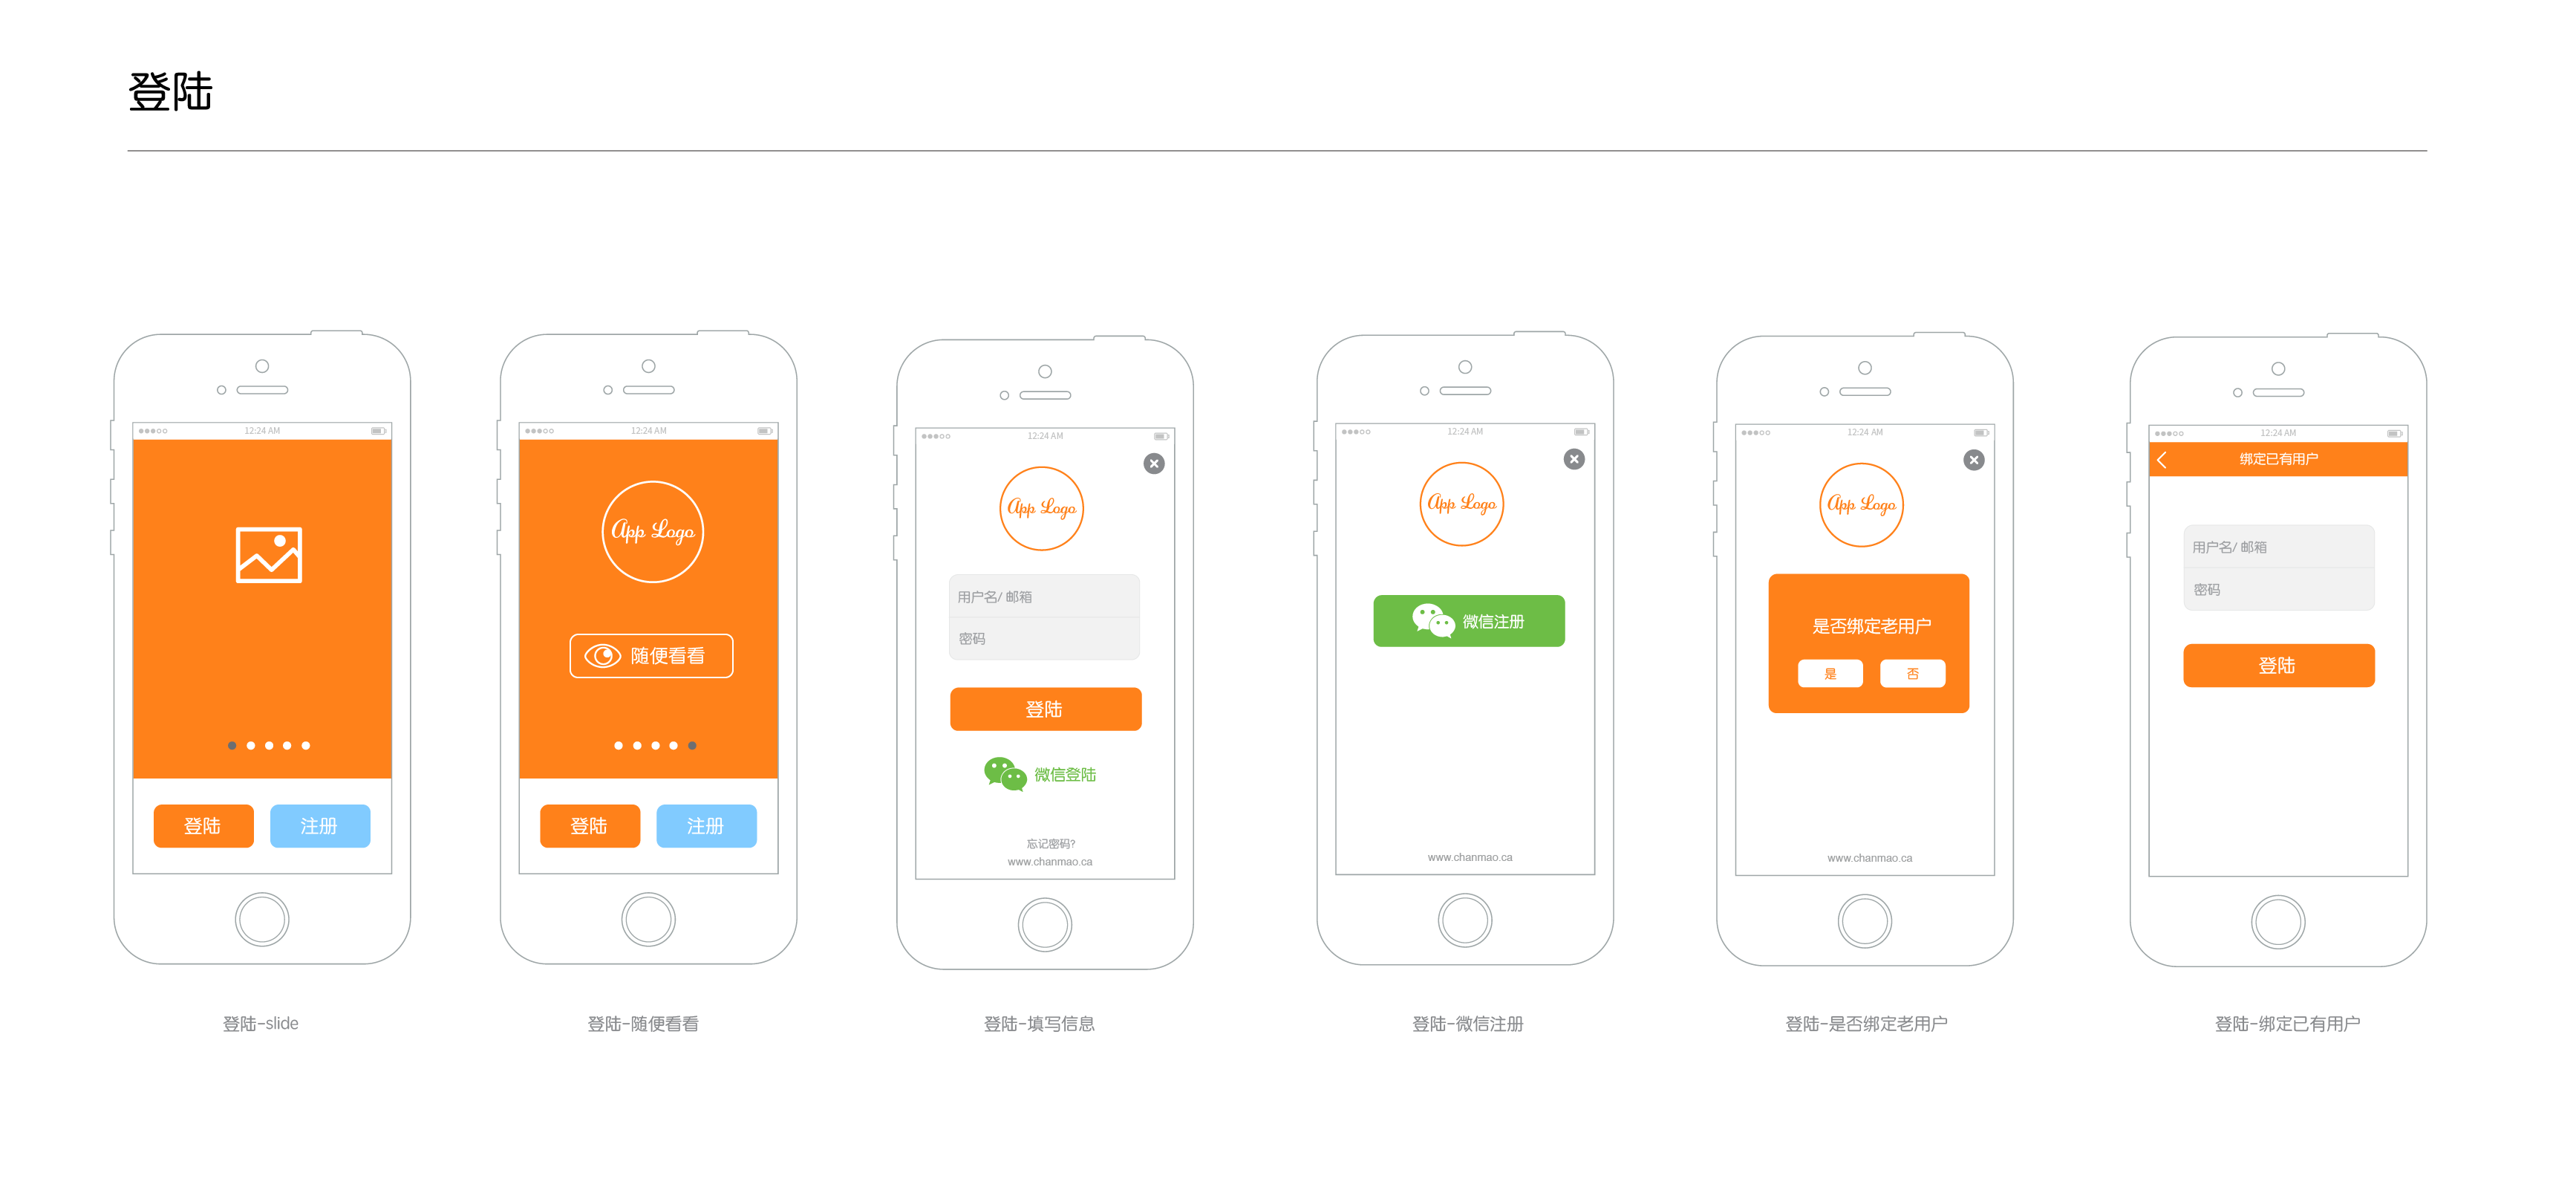 登陆
12:24 AM
登陆
注册
登陆-slide
12:24 AM
App Logo
随便看看
登陆
注册
登陆-随便看看
12:24 AM
App Logo
用户名/ 邮箱
密码
登陆
微信登陆
忘记密码?
www.chanmao.ca
登陆-填写信息
12:24 AM
App Logo
微信注册
www.chanmao.ca
登陆-微信注册
12:24 AM
App Logo
是否绑定老用户
是
否
www.chanmao.ca
登陆-是否绑定老用户
12:24 AM
绑定已有用户
用户名/ 邮箱
密码
登陆
登陆-绑定已有用户